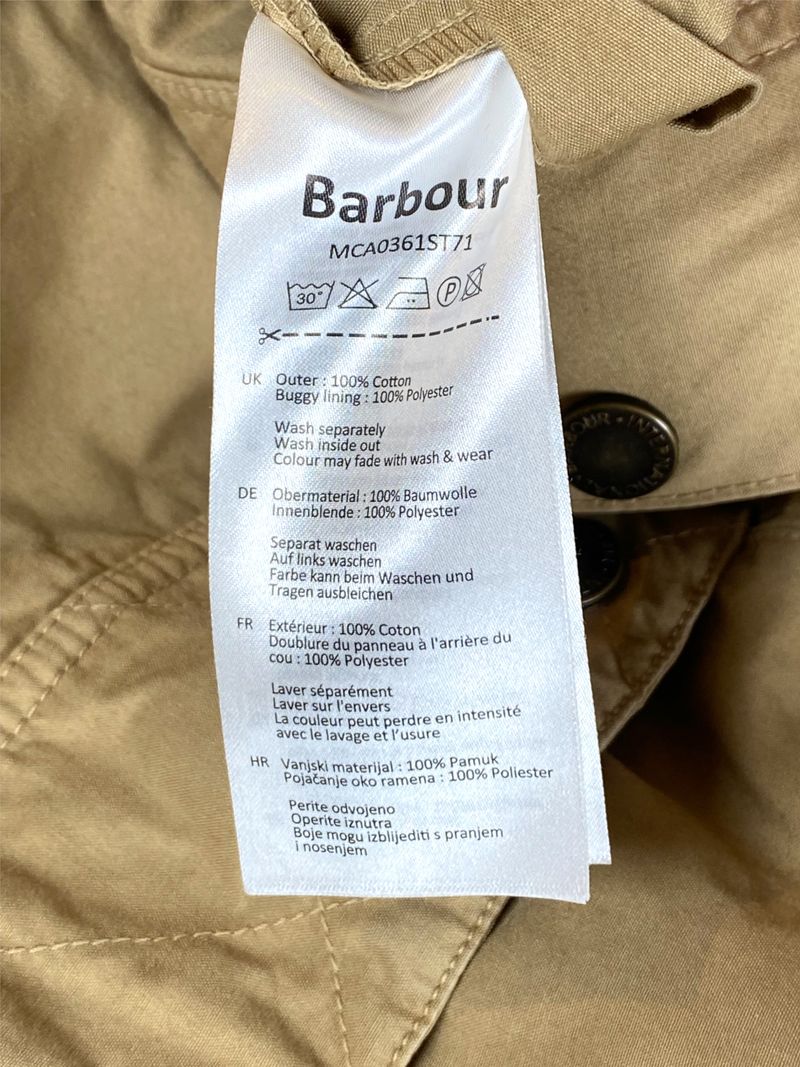 Barbour
MCA0361ST71
30° P
UK Outer : 100% Cotton
Buggy lining : 100% Polyester
Wash separately
Wash inside out
Colour may fade with wash & wear
DE Obermaterial : 100% Baumwolle
Innenblende : 100% Polyester
Separat waschen
Auf links waschen
Farbe kann beim Waschen und
Tragen ausbleichen
FR Extérieur : 100% Coton
Doublure du panneau à l'arrière du
cou : 100% Polyester
Laver séparément
Laver sur l'envers
La couleur peut perdre en intensité
avec le lavage et l'usure
HR Vanjski materijal : 100% Pamuk
Pojačanje oko ramena : 100% Poliester
Perite odvojeno
Operite iznutra
Boje mogu izblijediti s pranjem
i nosenjem
BARBOUR • INTERNATIONAL